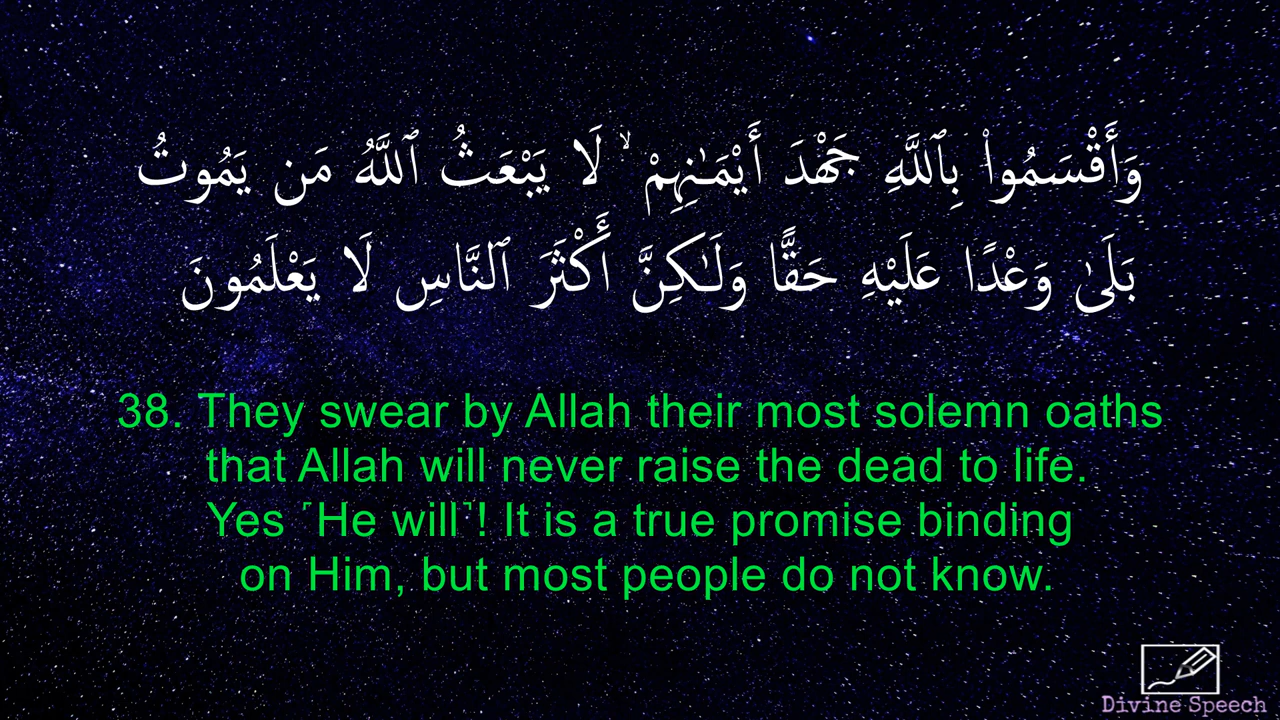 وَأَقْسَمُوا۟ بِٱللَّهِ جَهْدَ أَيْمَـٰنِهِمْ ۙ لَا يَبْعَثُ ٱللَّهُ مَن يَمُوتُ
بَلَىٰ وَعْدًا عَلَيْهِ حَقًّا وَلَـٰكِنَّ أَكْثَرَ ٱلنَّاسِ لَا يَعْلَمُونَ
38. They swear by Allah their most solemn oaths
that Allah will never raise the dead to life.
Yes ˹He will˺! It is a true promise binding
on Him, but most people do not know.
Divine Speech